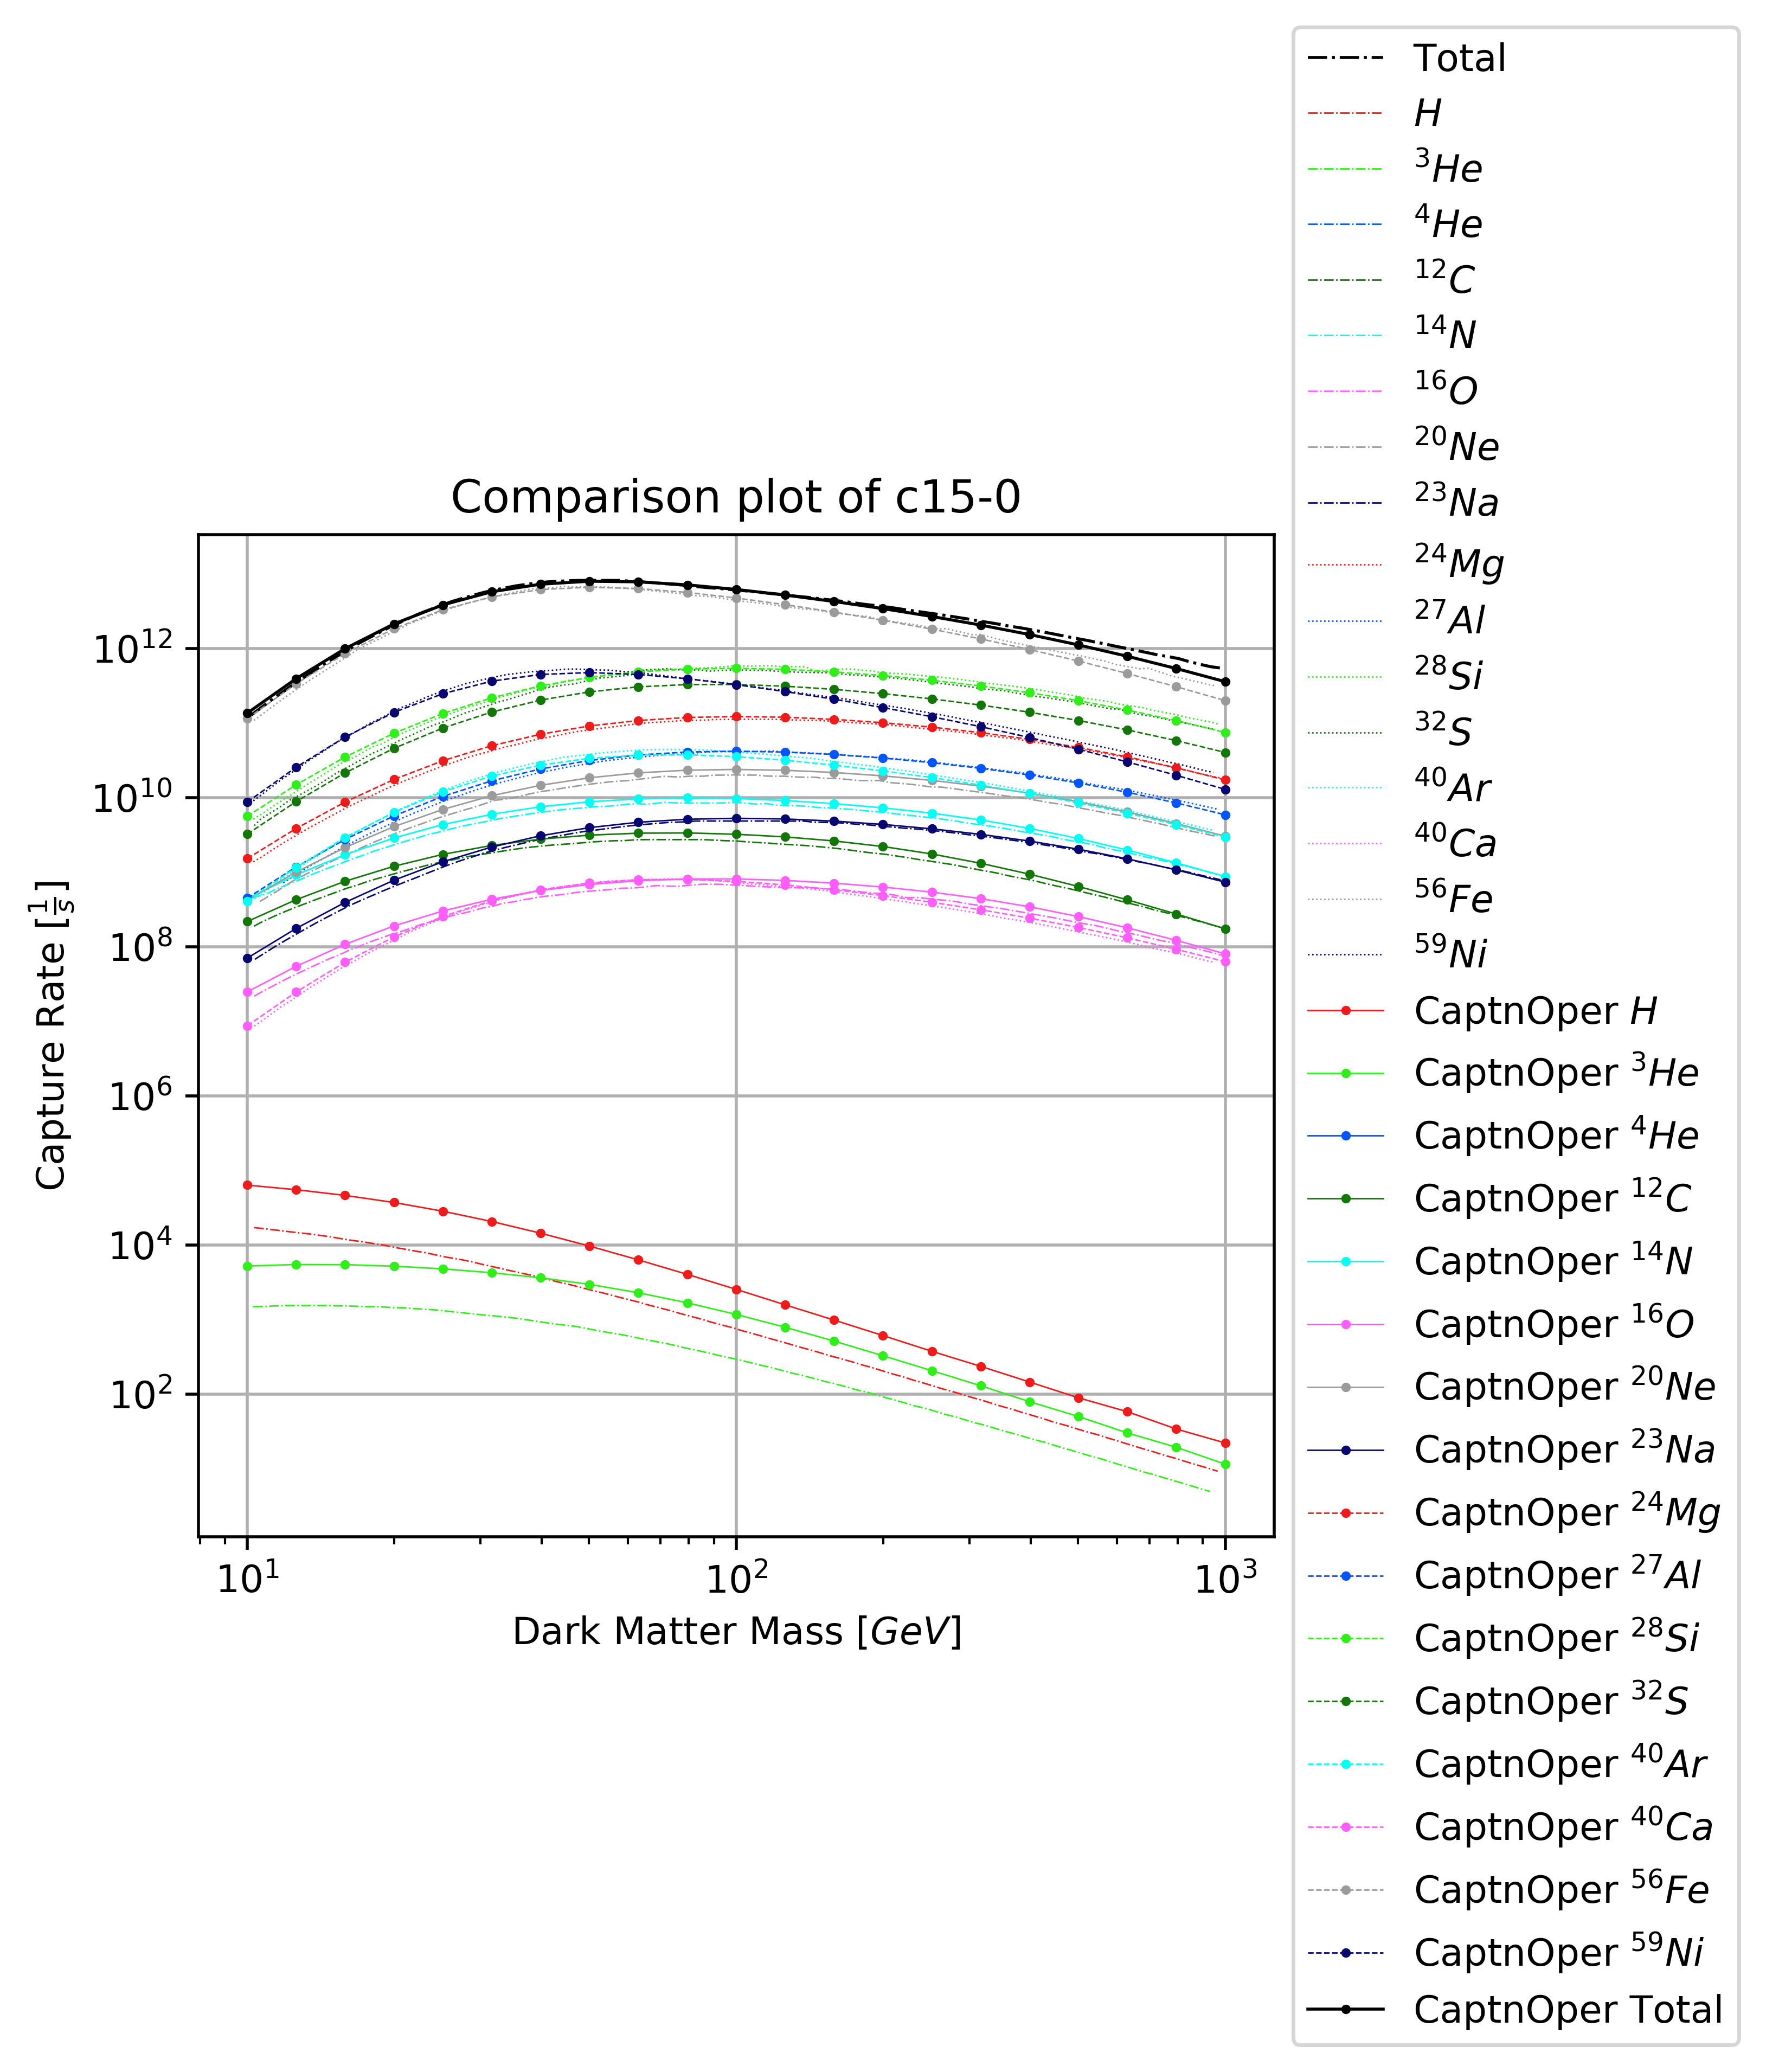 Comparison plot of c15-0
Capture Rate [1/s]
10^12
10^10
10^8
10^6
10^4
10^2
10^1
10^2
10^3
Dark Matter Mass [GeV]
Total
H
^3He
^4He
^12C
^14N
^16O
^20Ne
^23Na
^24Mg
^27Al
^28Si
^32S
^40Ar
^40Ca
^56Fe
^59Ni
CaptnOper H
CaptnOper ^3He
CaptnOper ^4He
CaptnOper ^12C
CaptnOper ^14N
CaptnOper ^16O
CaptnOper ^20Ne
CaptnOper ^23Na
CaptnOper ^24Mg
CaptnOper ^27Al
CaptnOper ^28Si
CaptnOper ^32S
CaptnOper ^40Ar
CaptnOper ^40Ca
CaptnOper ^56Fe
CaptnOper ^59Ni
CaptnOper Total